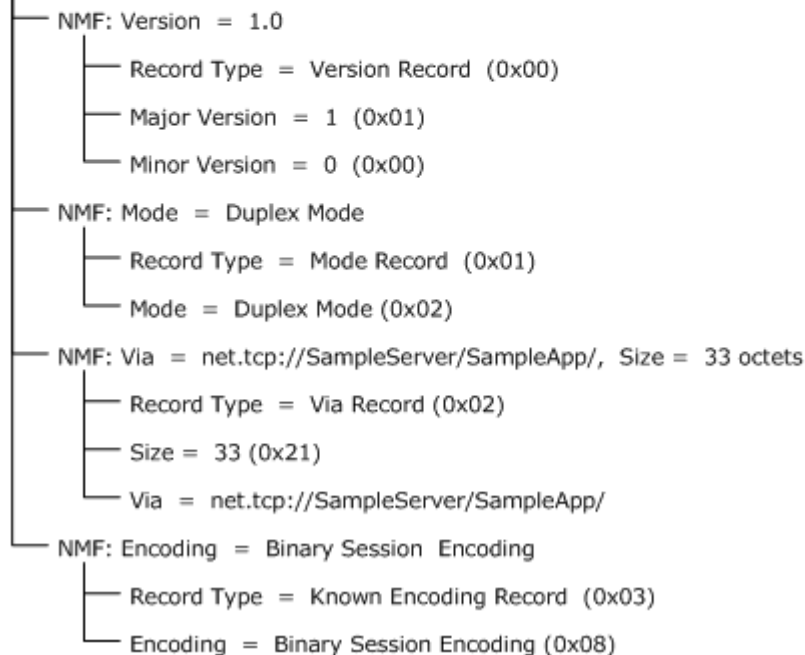 NMF: Version = 1.0
Record Type = Version Record (0x00)
Major Version = 1 (0x01)
Minor Version = 0 (0x00)
NMF: Mode = Duplex Mode
Record Type = Mode Record (0x01)
Mode = Duplex Mode (0x02)
NMF: Via = net.tcp://SampleServer/SampleApp/, Size = 33 octets
Record Type = Via Record (0x02)
Size = 33 (0x21)
Via = net.tcp://SampleServer/SampleApp/
NMF: Encoding = Binary Session Encoding
Record Type = Known Encoding Record (0x03)
Encoding = Binary Session Encoding (0x08)